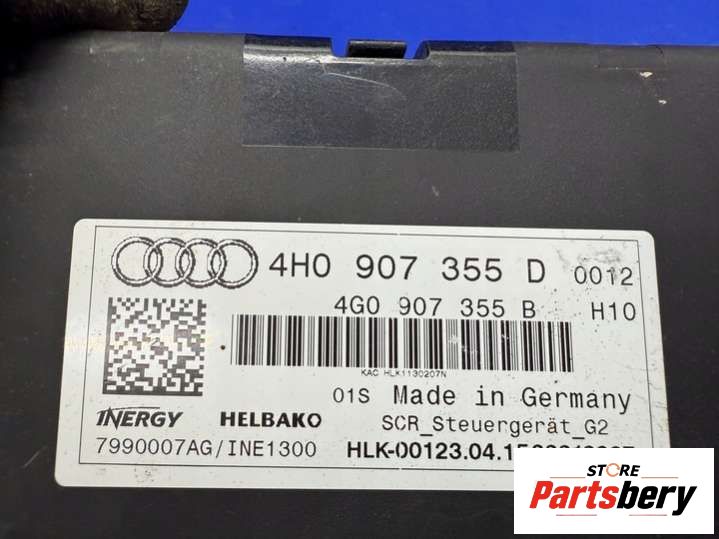 4H0 907 355 D 0012
4G0 907 355 B H10
KAC HLK1130207N
01S Made in Germany
INERGY HELBAKO SCR_Steuergerät_G2
7990007AG/INE1300
STORE
Partsbery